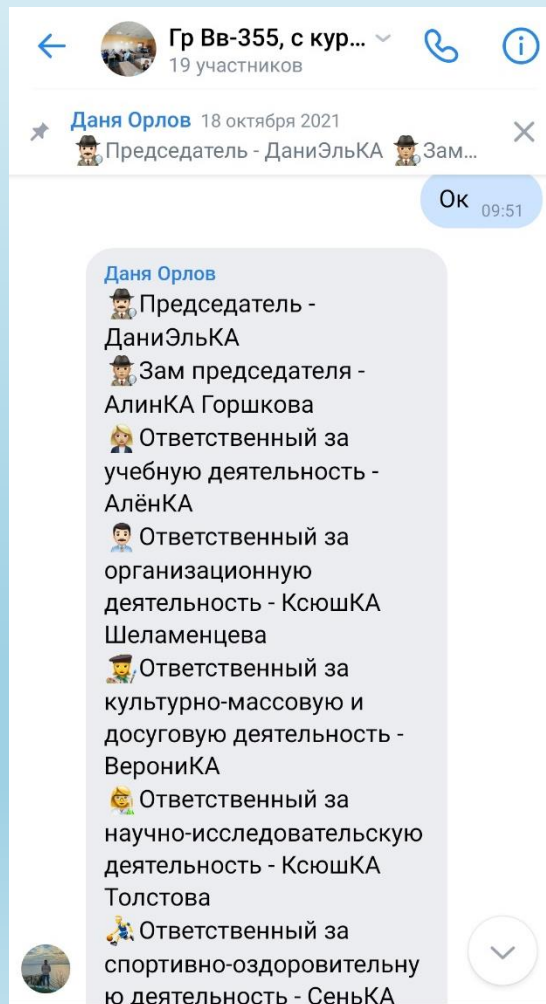 Гр Вв-355, с кур...
19 участников
Даня Орлов 18 октября 2021
🕵🏻Председатель - ДаниЭльКА 🕵🏼Зам...
Ок 09:51
Даня Орлов
🕵🏻Председатель -
ДаниЭльКА
🕵🏼Зам председателя -
АлинКА Горшкова
👩🏼‍💼Ответственный за
учебную деятельность -
АлёнКА
👨🏻‍💼Ответственный за
организационную
деятельность - КсюшКА
Шеламенцева
👩‍🎨Ответственный за
культурно-массовую и
досуговую деятельность -
ВерониКА
👩‍🔬Ответственный за
научно-исследовательскую
деятельность - КсюшКА
Толстова
⛹️‍♂️Ответственный за
спортивно-оздоровительну
ю деятельность - СеньКА